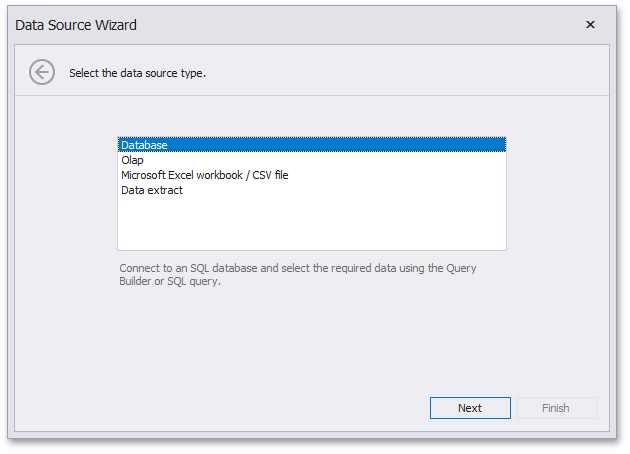 Data Source Wizard
Select the data source type.
Database
Olap
Microsoft Excel workbook / CSV file
Data extract
Connect to an SQL database and select the required data using the Query
Builder or SQL query.
Next
Finish